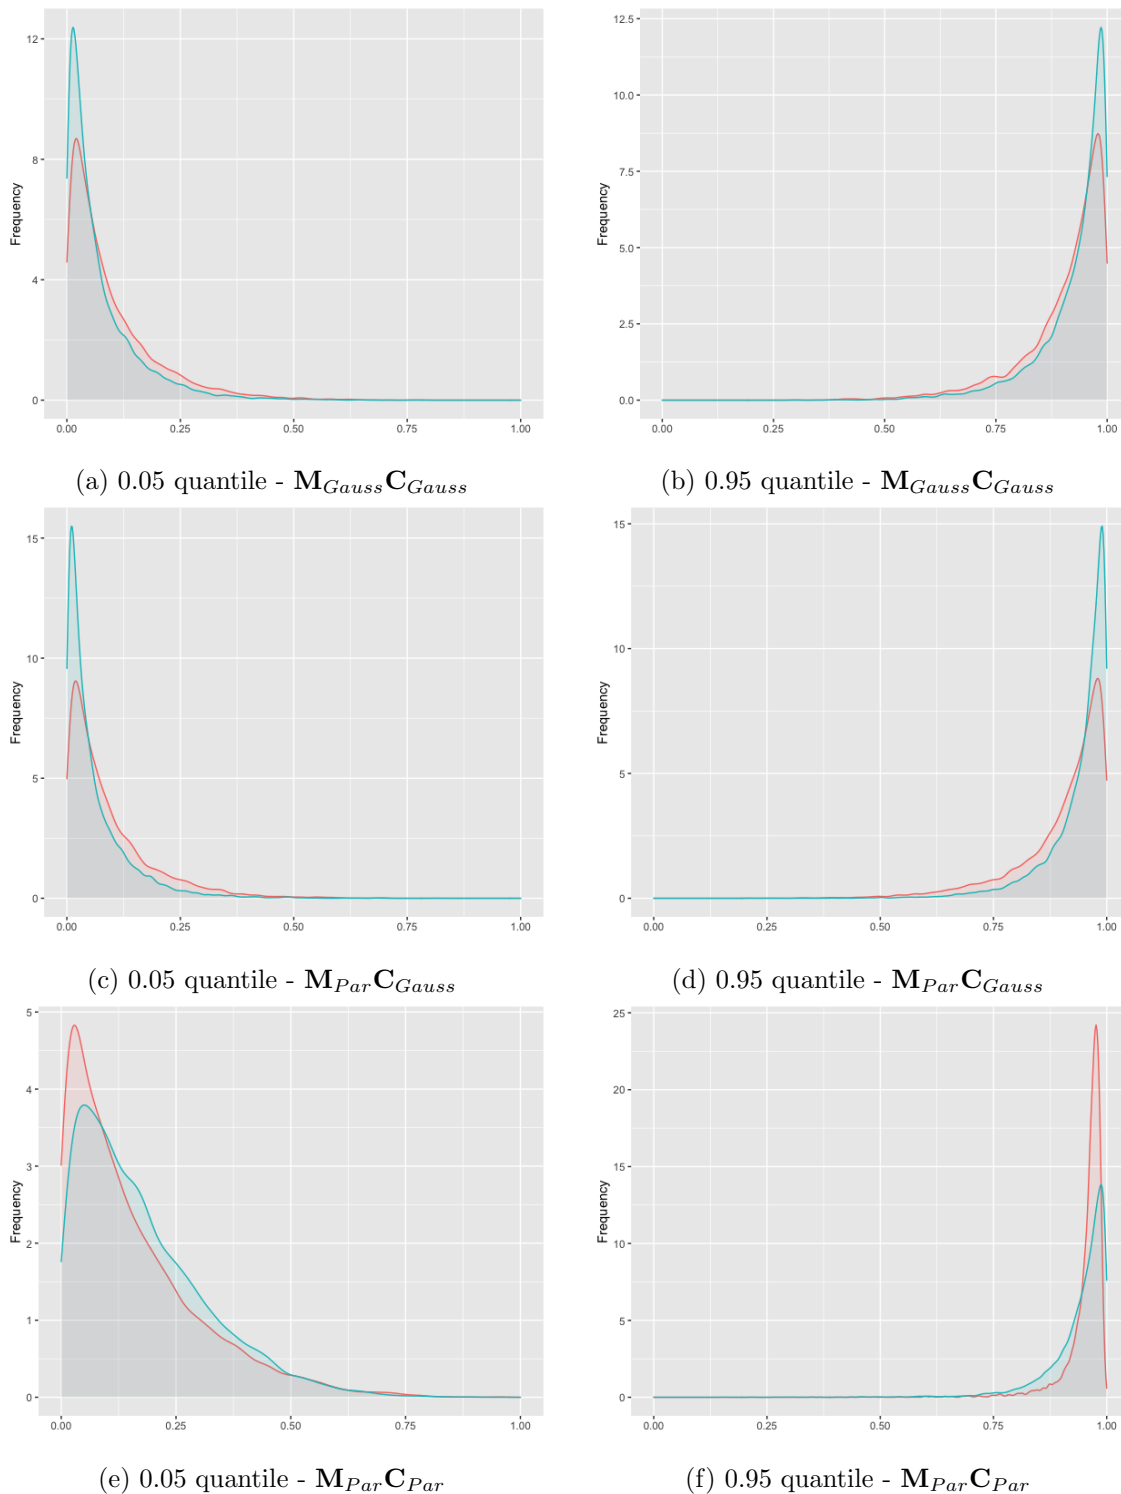 12
8
4
0
Frequency
0.00 0.25 0.50 0.75 1.00
(a) 0.05 quantile - M_{Gauss}C_{Gauss}
12.5
10.0
7.5
5.0
2.5
0.0
Frequency
0.00 0.25 0.50 0.75 1.00
(b) 0.95 quantile - M_{Gauss}C_{Gauss}
15
10
5
0
Frequency
0.00 0.25 0.50 0.75 1.00
(c) 0.05 quantile - M_{Par}C_{Gauss}
15
10
5
0
Frequency
0.00 0.25 0.50 0.75 1.00
(d) 0.95 quantile - M_{Par}C_{Gauss}
5
4
3
2
1
0
Frequency
0.00 0.25 0.50 0.75 1.00
(e) 0.05 quantile - M_{Par}C_{Par}
25
20
15
10
5
0
Frequency
0.00 0.25 0.50 0.75 1.00
(f) 0.95 quantile - M_{Par}C_{Par}